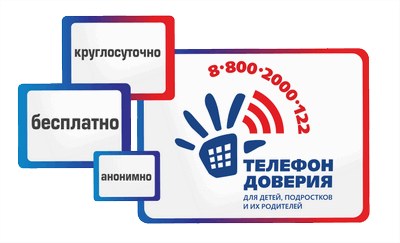 круглосуточно
бесплатно
анонимно
8-800-2000-122
ТЕЛЕФОН
ДОВЕРИЯ
ДЛЯ ДЕТЕЙ, ПОДРОСТКОВ
И ИХ РОДИТЕЛЕЙ